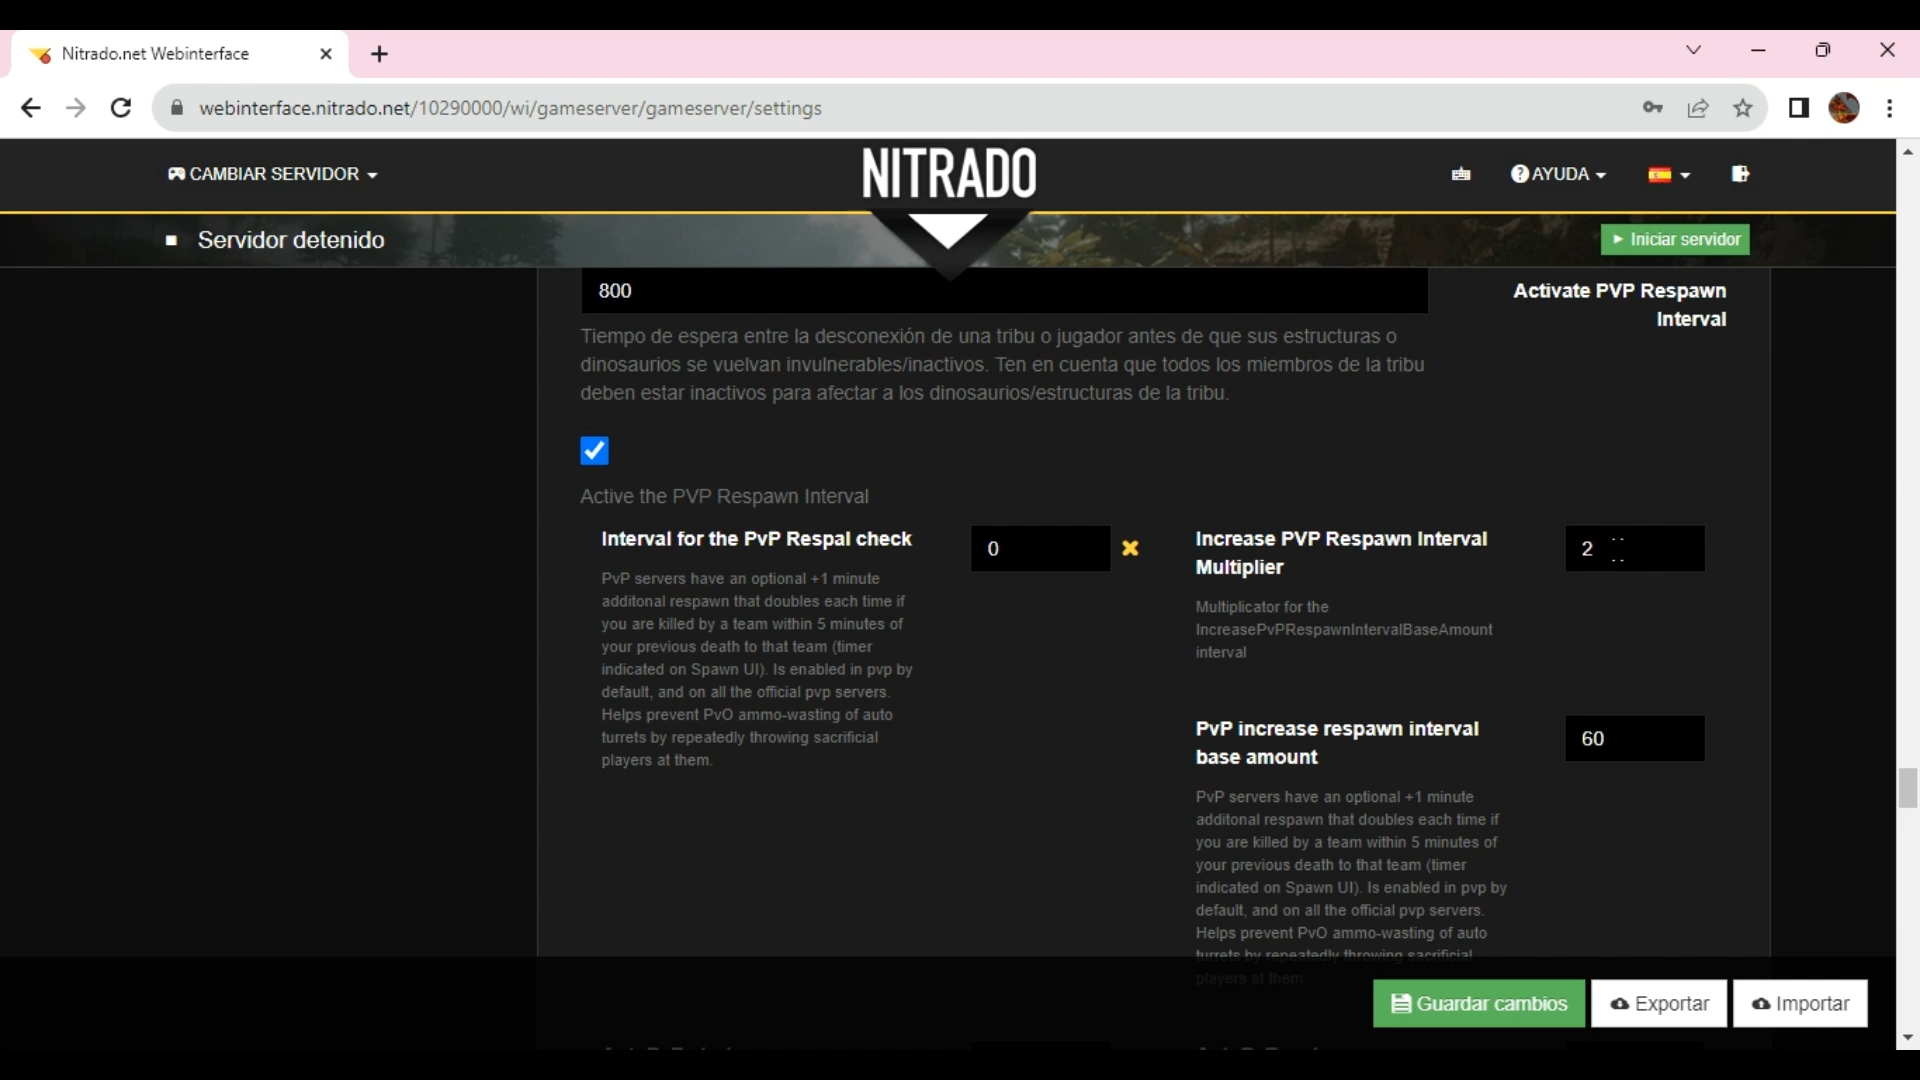 Nitrado.net Webinterface
webinterface.nitrado.net/10290000/wi/gameserver/gameserver/settings
CAMBIAR SERVIDOR
NITRADO
AYUDA
Servidor detenido
Iniciar servidor
800
Activate PVP Respawn
Interval
Tiempo de espera entre la desconexión de una tribu o jugador antes de que sus estructuras o
dinosaurios se vuelvan invulnerables/inactivos. Ten en cuenta que todos los miembros de la tribu
deben estar inactivos para afectar a los dinosaurios/estructuras de la tribu.
Active the PVP Respawn Interval
Interval for the PvP Respal check
0
PvP servers have an optional +1 minute
additonal respawn that doubles each time if
you are killed by a team within 5 minutes of
your previous death to that team (timer
indicated on Spawn UI). Is enabled in pvp by
default, and on all the official pvp servers.
Helps prevent PvO ammo-wasting of auto
turrets by repeatedly throwing sacrificial
players at them.
Increase PVP Respawn Interval
Multiplier
2
Multiplicator for the
IncreasePvPRespawnIntervalBaseAmount
interval
PvP increase respawn interval
base amount
60
PvP servers have an optional +1 minute
additonal respawn that doubles each time if
you are killed by a team within 5 minutes of
your previous death to that team (timer
indicated on Spawn UI). Is enabled in pvp by
default, and on all the official pvp servers.
Helps prevent PvO ammo-wasting of auto
turrets by repeatedly throwing sacrificial
players at them.
Guardar cambios
Exportar
Importar